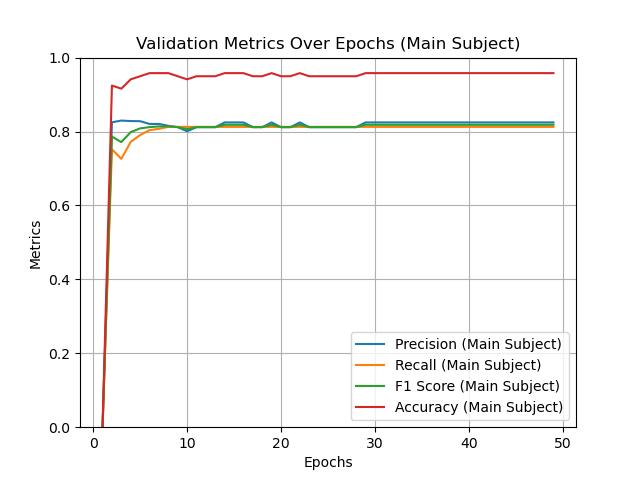 Validation Metrics Over Epochs (Main Subject)
1.0
0.8
0.6
0.4
0.2
0.0
Metrics
Precision (Main Subject)
Recall (Main Subject)
F1 Score (Main Subject)
Accuracy (Main Subject)
0 10 20 30 40 50
Epochs